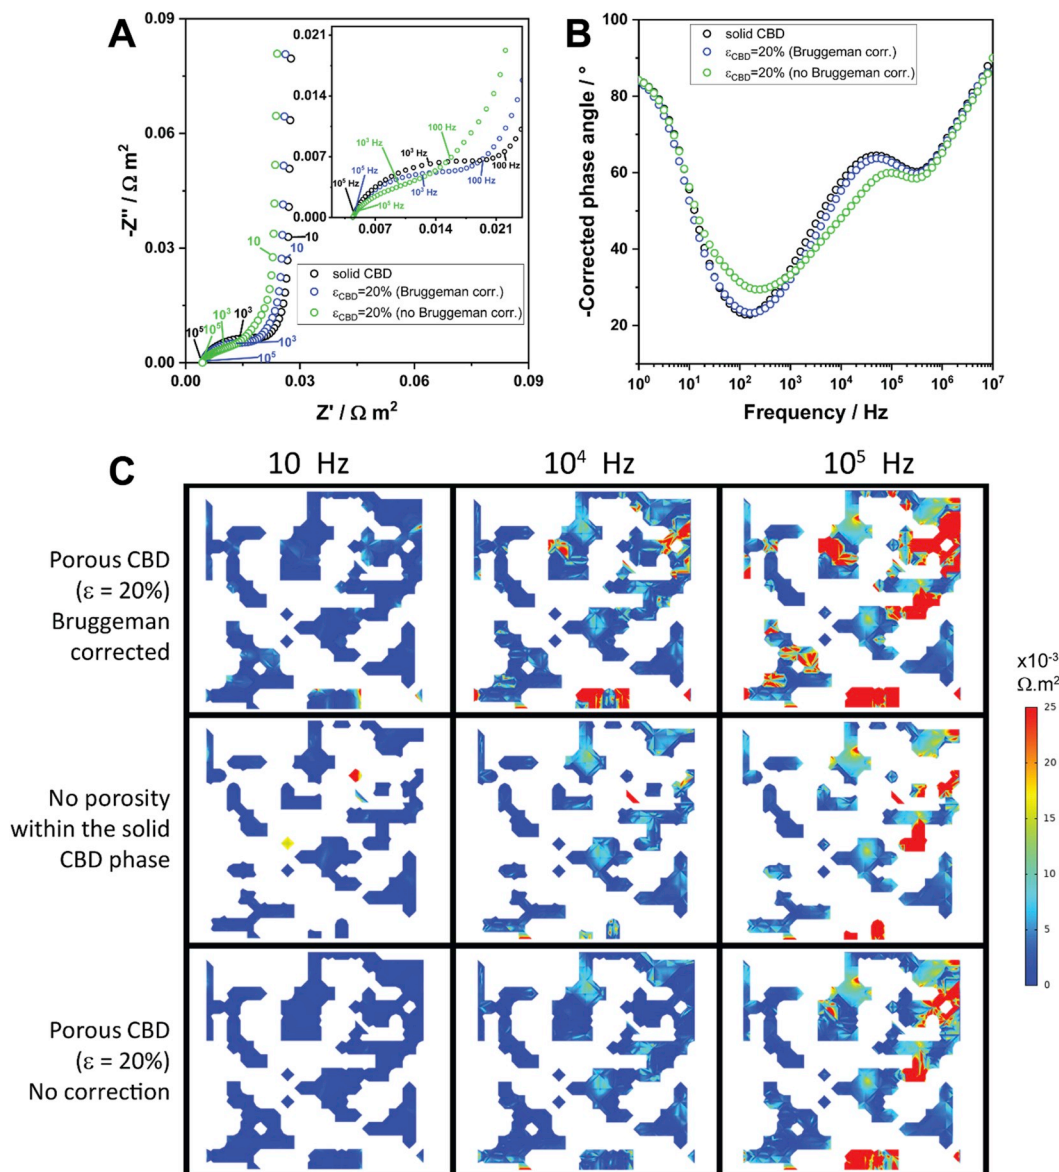 A
0.09
0.06
0.03
0.00
-Z'' / Ω m²
0.00
0.03
0.06
0.09
Z' / Ω m²
0.021
0.014
0.007
0.000
0.007
0.014
0.021
10⁵ Hz
10⁵ Hz
10⁵ Hz
10³ Hz
10³ Hz
10³ Hz
100 Hz
100 Hz
100 Hz
10
10
10
solid CBD
εCBD=20% (Bruggeman corr.)
εCBD=20% (no Bruggeman corr.)
10⁵
10⁵
10³
10³
10³
10⁵
B
100
80
60
40
20
-Corrected phase angle / °
solid CBD
εCBD=20% (Bruggeman corr.)
εCBD=20% (no Bruggeman corr.)
10⁰
10¹
10²
10³
10⁴
10⁵
10⁶
10⁷
Frequency / Hz
C
10 Hz
10⁴ Hz
10⁵ Hz
Porous CBD
(ε = 20%)
Bruggeman
corrected
No porosity
within the solid
CBD phase
Porous CBD
(ε = 20%)
No correction
x10⁻³
Ω.m²
25
20
15
10
5
0